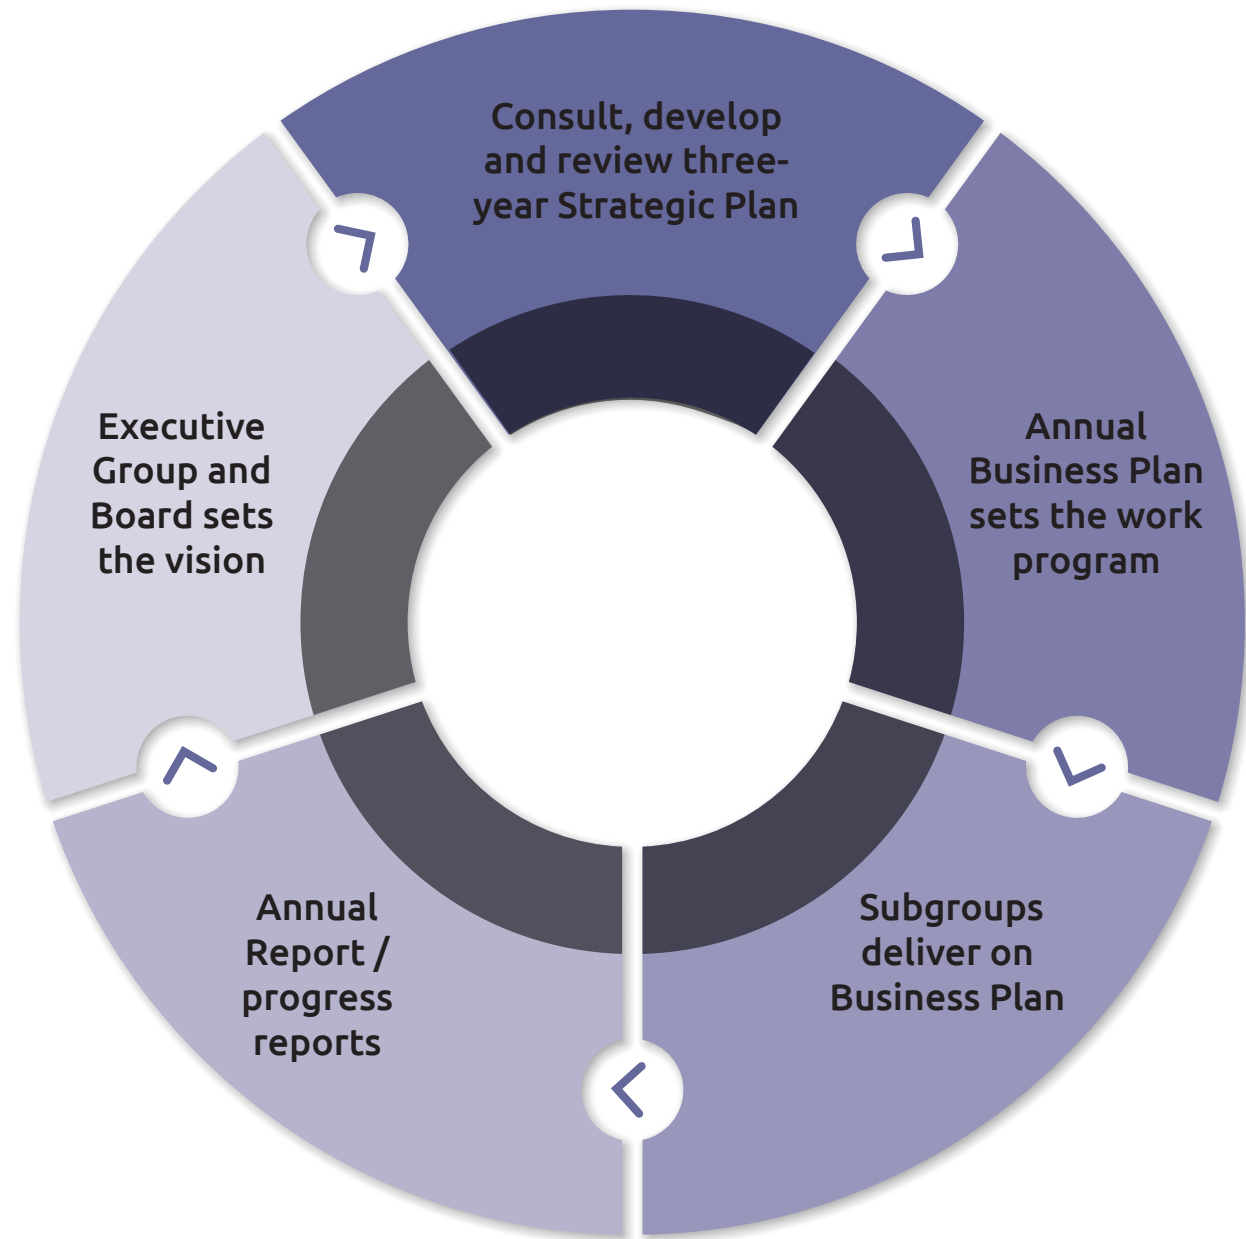 Consult, develop
and review three-
year Strategic Plan
Annual
Business Plan
sets the work
program
Subgroups
deliver on
Business Plan
Annual
Report /
progress
reports
Executive
Group and
Board sets
the vision